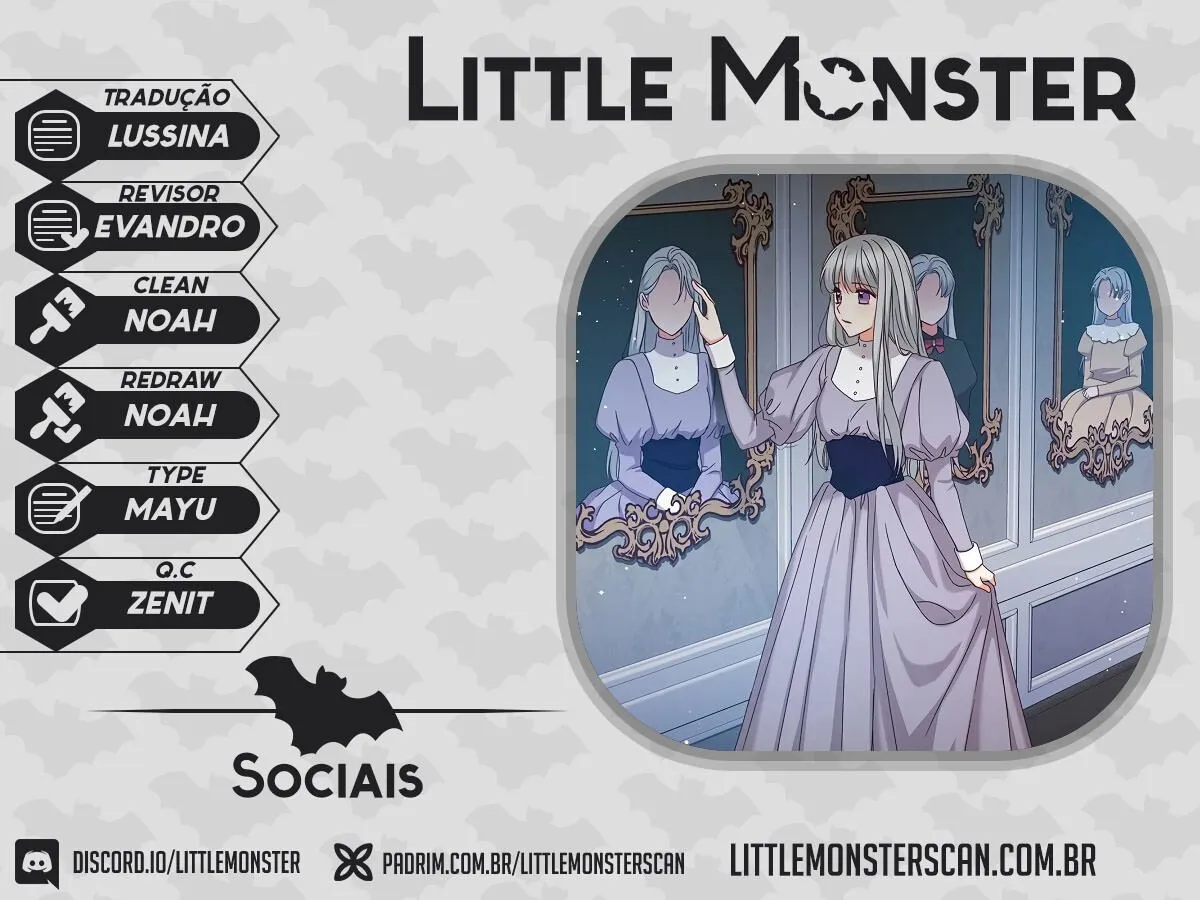 LITTLE MONSTER
TRADUÇÃO
LUSSINA
REVISOR
EVANDRO
CLEAN
NOAH
REDRAW
NOAH
TYPE
MAYU
Q.C
ZENIT
SOCIAIS
DISCORD.IO/LITTLEMONSTER
PADRIM.COM.BR/LITTLEMONSTERSCAN
LITTLEMONSTERSCAN.COM.BR